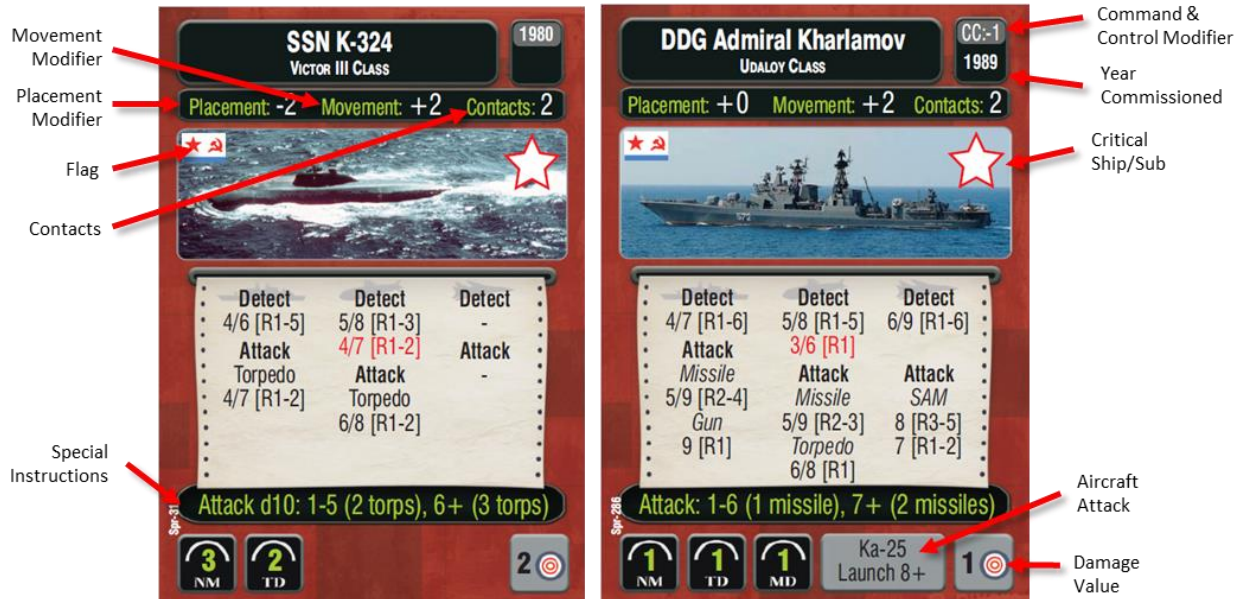 Movement
Modifier
Placement
Modifier
Flag
Contacts
Special
Instructions
SSN K-324
VICTOR III CLASS
1980
Placement: -2 Movement: +2 Contacts: 2
Detect Detect Detect
4/6 [R1-5] 5/8 [R1-3] -
4/7 [R1-2]
Attack Attack
Torpedo Attack -
4/7 [R1-2] Torpedo
6/8 [R1-2]
Spr-31
Attack d10: 1-5 (2 torps), 6+ (3 torps)
3 2 2
NM TD
DDG Admiral Kharlamov
UDALOY CLASS
CC:-1
1989
Placement: +0 Movement: +2 Contacts: 2
Detect Detect Detect
4/7 [R1-6] 5/8 [R1-5] 6/9 [R1-6]
3/6 [R1]
Attack Attack Attack
Missile Missile SAM
5/9 [R2-4] 5/9 [R2-3] 8 [R3-5]
Gun Torpedo 7 [R1-2]
9 [R1] 6/8 [R1]
Spr-286
Attack: 1-6 (1 missile), 7+ (2 missiles)
1 1 1 Ka-25 1
NM TD MD Launch 8+
Command &
Control Modifier
Year
Commissioned
Critical
Ship/Sub
Aircraft
Attack
Damage
Value